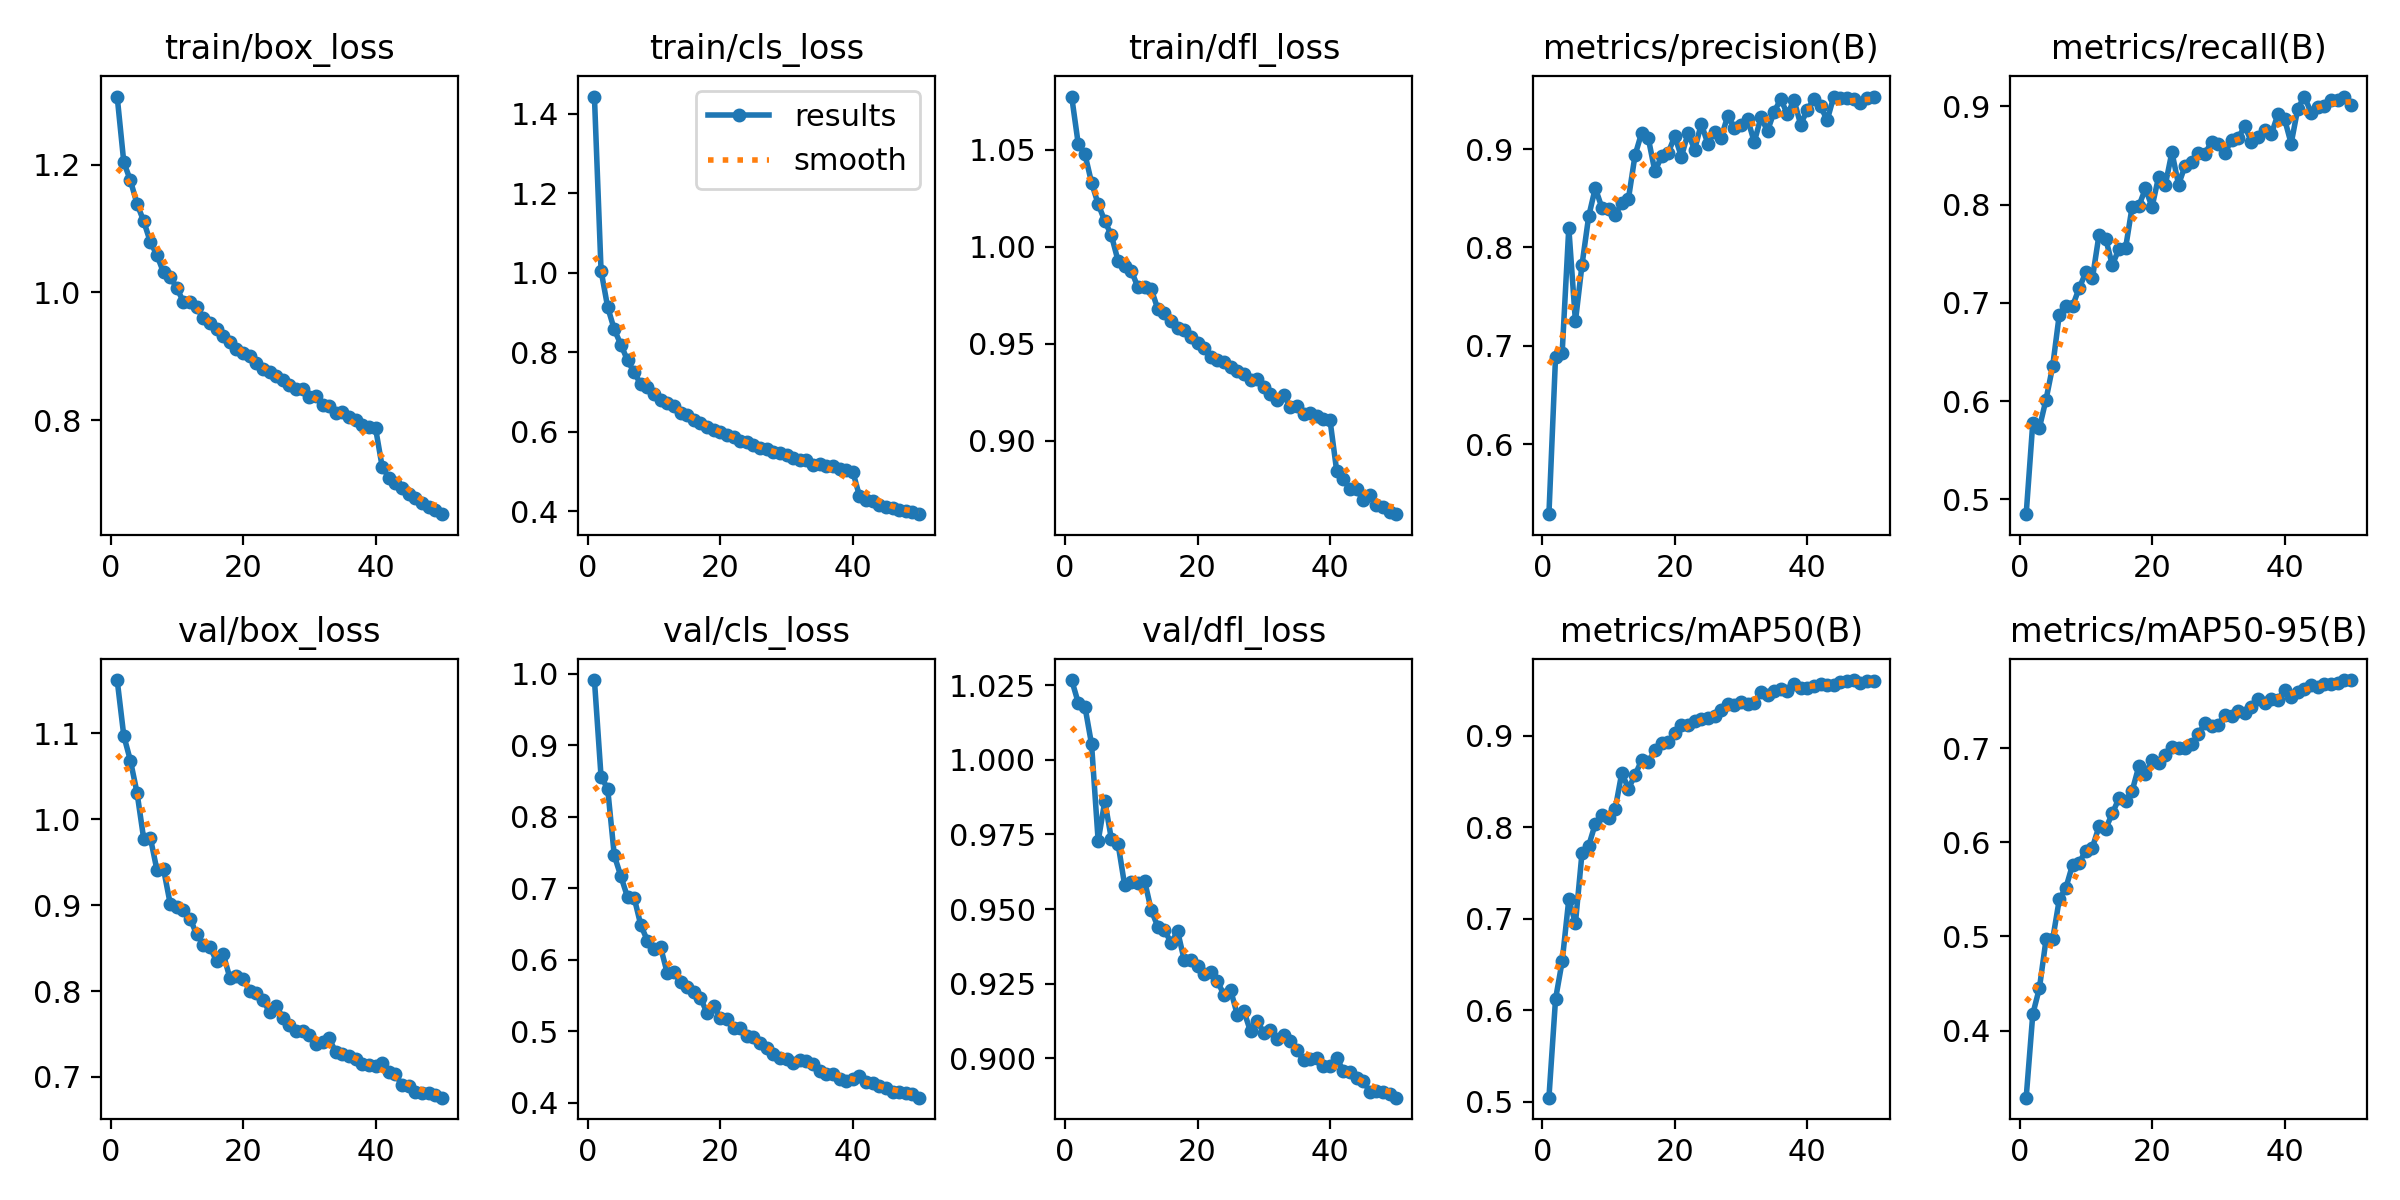 train/box_loss
1.2
1.0
0.8
0 20 40
train/cls_loss
results
smooth
1.4
1.2
1.0
0.8
0.6
0.4
0 20 40
train/dfl_loss
1.05
1.00
0.95
0.90
0 20 40
metrics/precision(B)
0.9
0.8
0.7
0.6
0 20 40
metrics/recall(B)
0.9
0.8
0.7
0.6
0.5
0 20 40
val/box_loss
1.1
1.0
0.9
0.8
0.7
0 20 40
val/cls_loss
1.0
0.9
0.8
0.7
0.6
0.5
0.4
0 20 40
val/dfl_loss
1.025
1.000
0.975
0.950
0.925
0.900
0 20 40
metrics/mAP50(B)
0.9
0.8
0.7
0.6
0.5
0 20 40
metrics/mAP50-95(B)
0.7
0.6
0.5
0.4
0 20 40